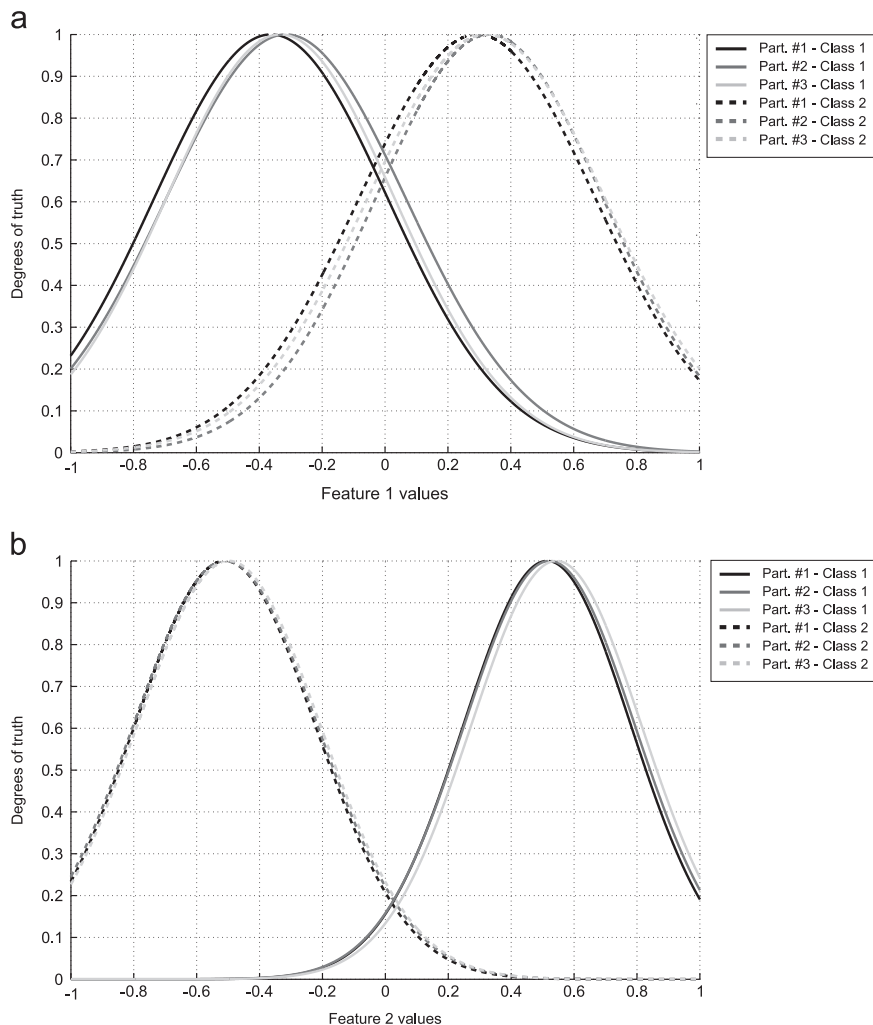 a
1
0.9
0.8
0.7
0.6
0.5
0.4
0.3
0.2
0.1
0
-1
-0.8
-0.6
-0.4
-0.2
0
0.2
0.4
0.6
0.8
1
Degrees of truth
Feature 1 values
Part. #1 - Class 1
Part. #2 - Class 1
Part. #3 - Class 1
Part. #1 - Class 2
Part. #2 - Class 2
Part. #3 - Class 2
b
1
0.9
0.8
0.7
0.6
0.5
0.4
0.3
0.2
0.1
0
-1
-0.8
-0.6
-0.4
-0.2
0
0.2
0.4
0.6
0.8
1
Degrees of truth
Feature 2 values
Part. #1 - Class 1
Part. #2 - Class 1
Part. #3 - Class 1
Part. #1 - Class 2
Part. #2 - Class 2
Part. #3 - Class 2